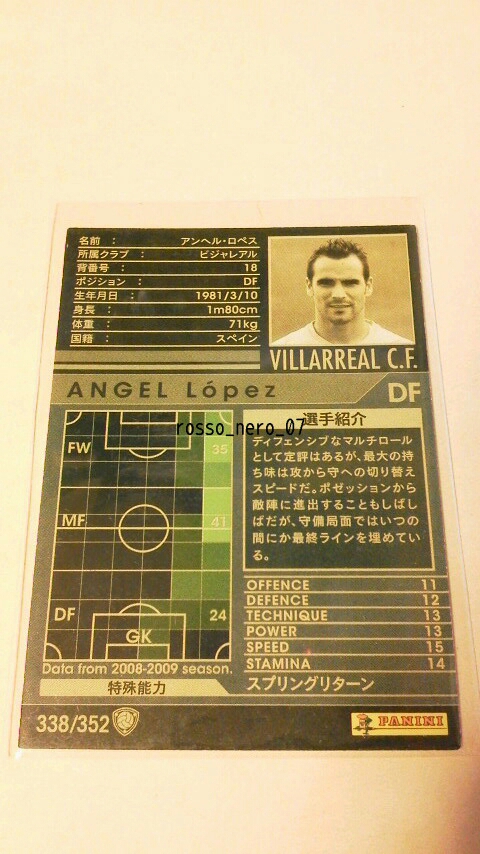 名前 : アンヘル・ロペス
所属クラブ : ビジャレアル
背番号 : 18
ポジション : DF
生年月日 : 1981/3/10
身長 : 1m80cm
体重 : 71kg
国籍 : スペイン
VILLARREAL C.F.
ANGEL López
DF
rosso_nero_07
FW 35
MF 41
DF 24
GK
Data from 2008-2009 season.
選手紹介
ディフェンシブなマルチロール
として定評はあるが、最大の持
ち味は攻から守への切り替え
スピードだ。ポゼッションから
敵陣に進出することもしばし
ばだが、守備局面ではいつの
間にか最終ラインを埋めてい
る。
OFFENCE 11
DEFENCE 12
TECHNIQUE 13
POWER 13
SPEED 15
STAMINA 14
特殊能力 スプリングリターン
338/352
PANINI